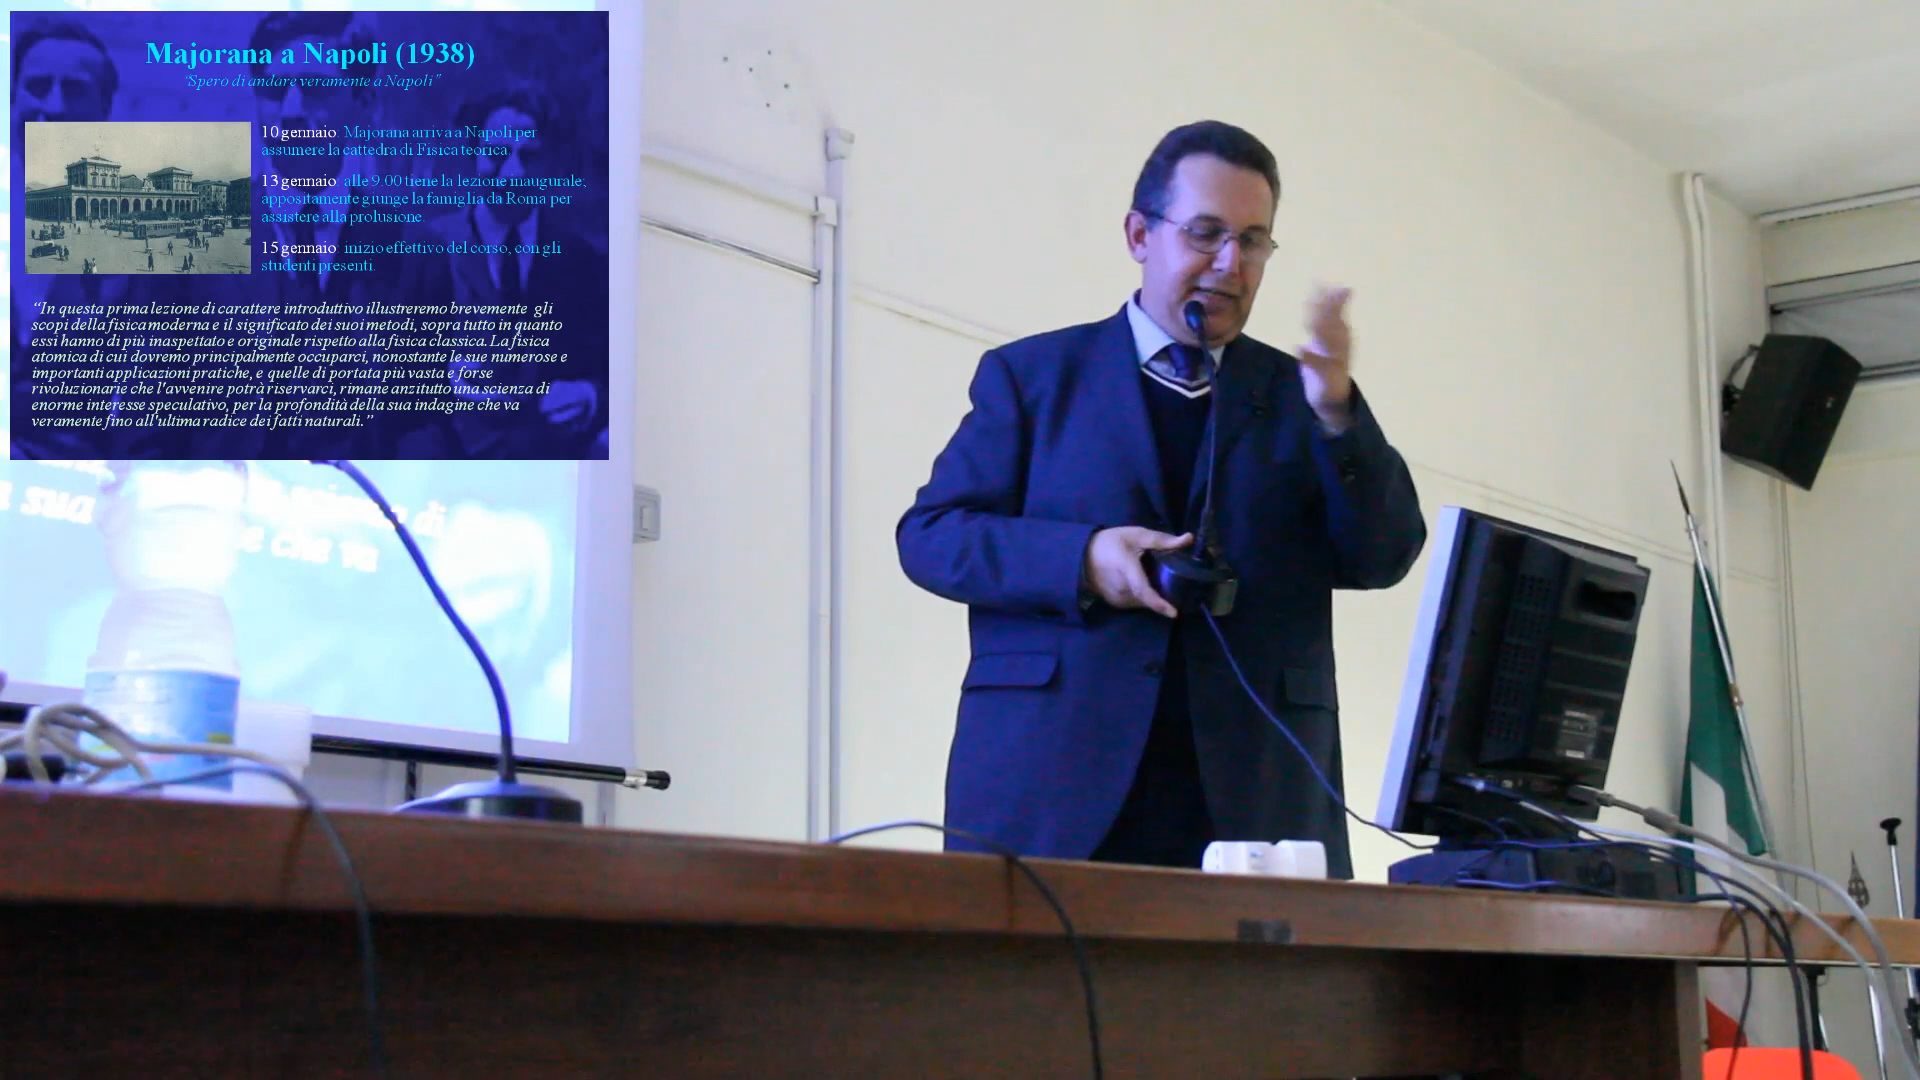 Majorana a Napoli (1938)
“Spero di andare veramente a Napoli”
10 gennaio: Majorana arriva a Napoli per
assumere la cattedra di Fisica teorica.
13 gennaio: alle 9.00 tiene la lezione inaugurale;
appositamente giunge la famiglia da Roma per
assistere alla prolusione.
15 gennaio: inizio effettivo del corso, con gli
studenti presenti.
“In questa prima lezione di carattere introduttivo illustreremo brevemente gli
scopi della fisica moderna e il significato dei suoi metodi, sopra tutto in quanto
essi hanno di più inaspettato e originale rispetto alla fisica classica. La fisica
atomica di cui dovremo principalmente occuparci, nonostante le sue numerose e
importanti applicazioni pratiche, e quelle di portata più vasta e forse
rivoluzionarie che l'avvenire potrà riservarci, rimane anzitutto una scienza di
enorme interesse speculativo, per la profondità della sua indagine che va
veramente fino all'ultima radice dei fatti naturali.”
di
sua
che va